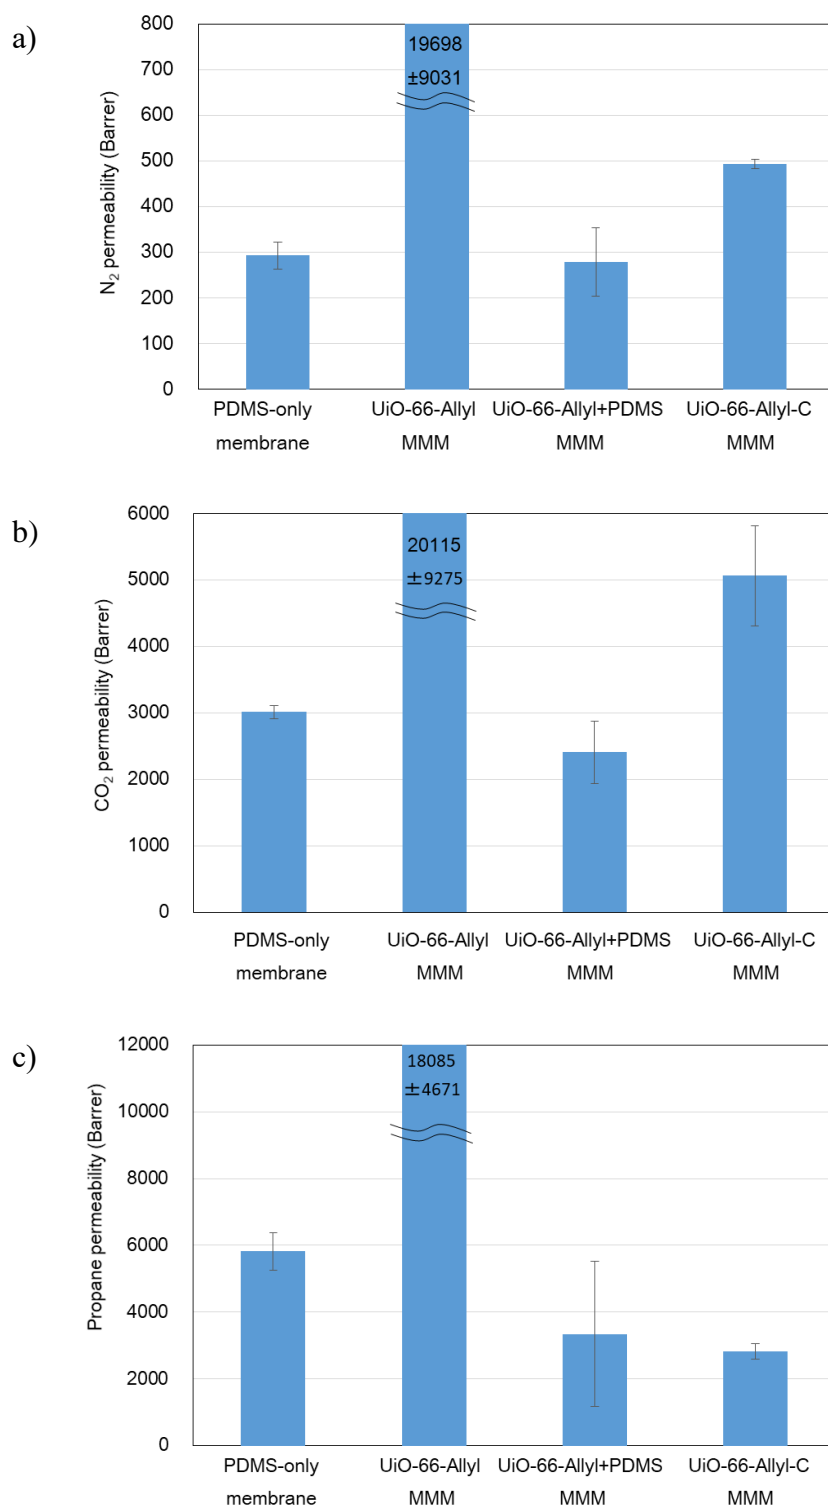 a)
N2 permeability (Barrer)
800
700
600
500
400
300
200
100
0
19698
±9031
PDMS-only
membrane
UiO-66-Allyl
MMM
UiO-66-Allyl+PDMS
MMM
UiO-66-Allyl-C
MMM
b)
CO2 permeability (Barrer)
6000
5000
4000
3000
2000
1000
0
20115
±9275
PDMS-only
membrane
UiO-66-Allyl
MMM
UiO-66-Allyl+PDMS
MMM
UiO-66-Allyl-C
MMM
c)
Propane permeability (Barrer)
12000
10000
8000
6000
4000
2000
0
18085
±4671
PDMS-only
membrane
UiO-66-Allyl
MMM
UiO-66-Allyl+PDMS
MMM
UiO-66-Allyl-C
MMM